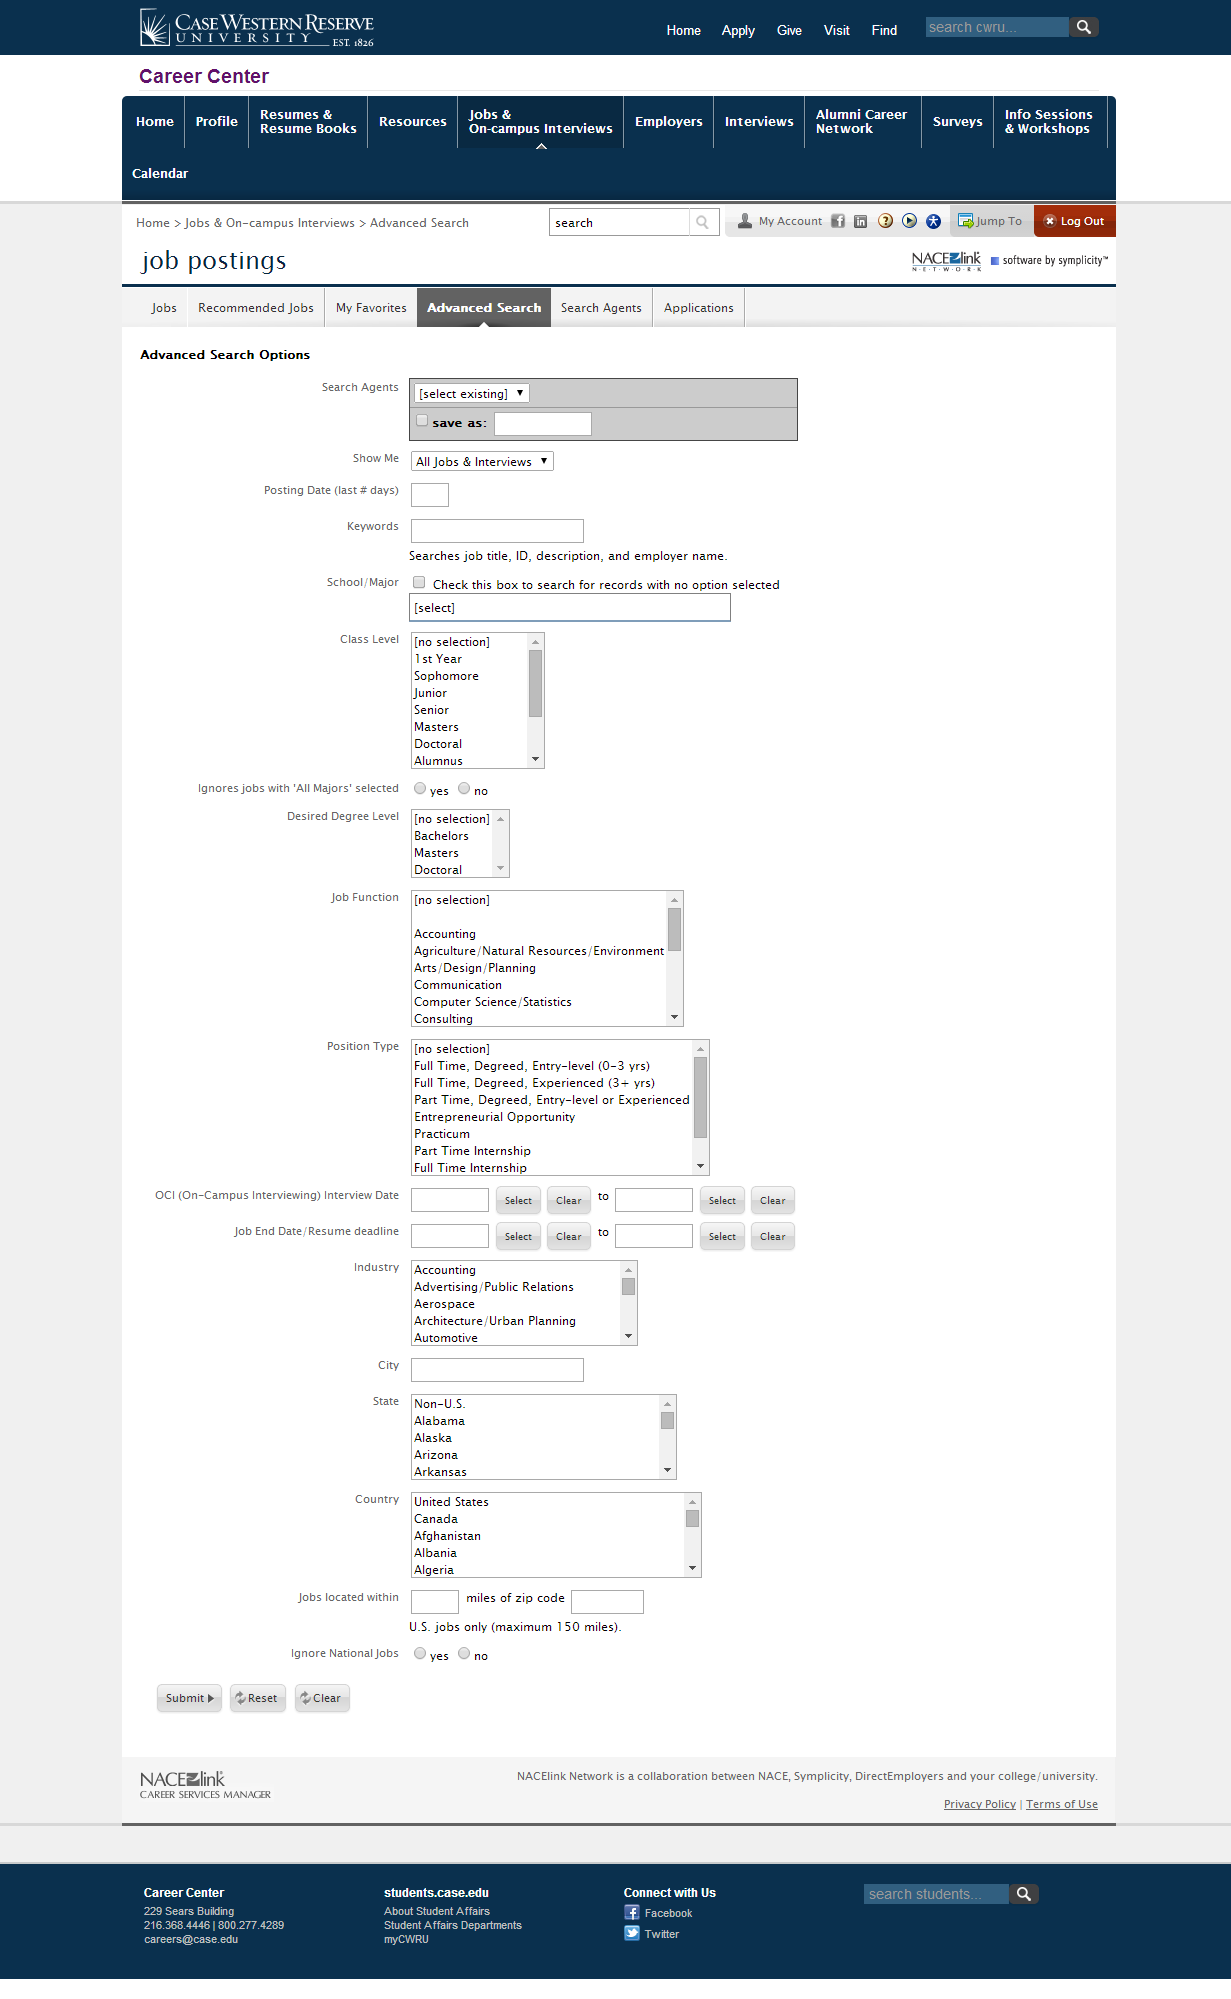 CASE WESTERN RESERVE
UNIVERSITY EST. 1826
Home Apply Give Visit Find search cwru...
Career Center
Home Profile Resumes & Resume Books Resources Jobs & On-campus Interviews Employers Interviews Alumni Career Network Surveys Info Sessions & Workshops
Calendar
Home > Jobs & On-campus Interviews > Advanced Search search My Account Jump To Log Out
job postings NACElink NETWORK software by symplicity™
Jobs Recommended Jobs My Favorites Advanced Search Search Agents Applications
Advanced Search Options
Search Agents [select existing]
save as:
Show Me All Jobs & Interviews
Posting Date (last # days)
Keywords
Searches job title, ID, description, and employer name.
School/Major Check this box to search for records with no option selected
[select]
Class Level [no selection]
1st Year
Sophomore
Junior
Senior
Masters
Doctoral
Alumnus
Ignores jobs with 'All Majors' selected yes no
Desired Degree Level [no selection]
Bachelors
Masters
Doctoral
Job Function [no selection]
Accounting
Agriculture/Natural Resources/Environment
Arts/Design/Planning
Communication
Computer Science/Statistics
Consulting
Position Type [no selection]
Full Time, Degreed, Entry-level (0-3 yrs)
Full Time, Degreed, Experienced (3+ yrs)
Part Time, Degreed, Entry-level or Experienced
Entrepreneurial Opportunity
Practicum
Part Time Internship
Full Time Internship
OCI (On-Campus Interviewing) Interview Date Select Clear to Select Clear
Job End Date/Resume deadline Select Clear to Select Clear
Industry Accounting
Advertising/Public Relations
Aerospace
Architecture/Urban Planning
Automotive
City
State Non-U.S.
Alabama
Alaska
Arizona
Arkansas
Country United States
Canada
Afghanistan
Albania
Algeria
Jobs located within miles of zip code
U.S. jobs only (maximum 150 miles).
Ignore National Jobs yes no
Submit Reset Clear
NACElink NACElink Network is a collaboration between NACE, Symplicity, DirectEmployers and your college/university.
CAREER SERVICES MANAGER
Privacy Policy | Terms of Use
Career Center students.case.edu Connect with Us search students...
229 Sears Building About Student Affairs Facebook
216.368.4446 | 800.277.4289 Student Affairs Departments
careers@case.edu myCWRU Twitter